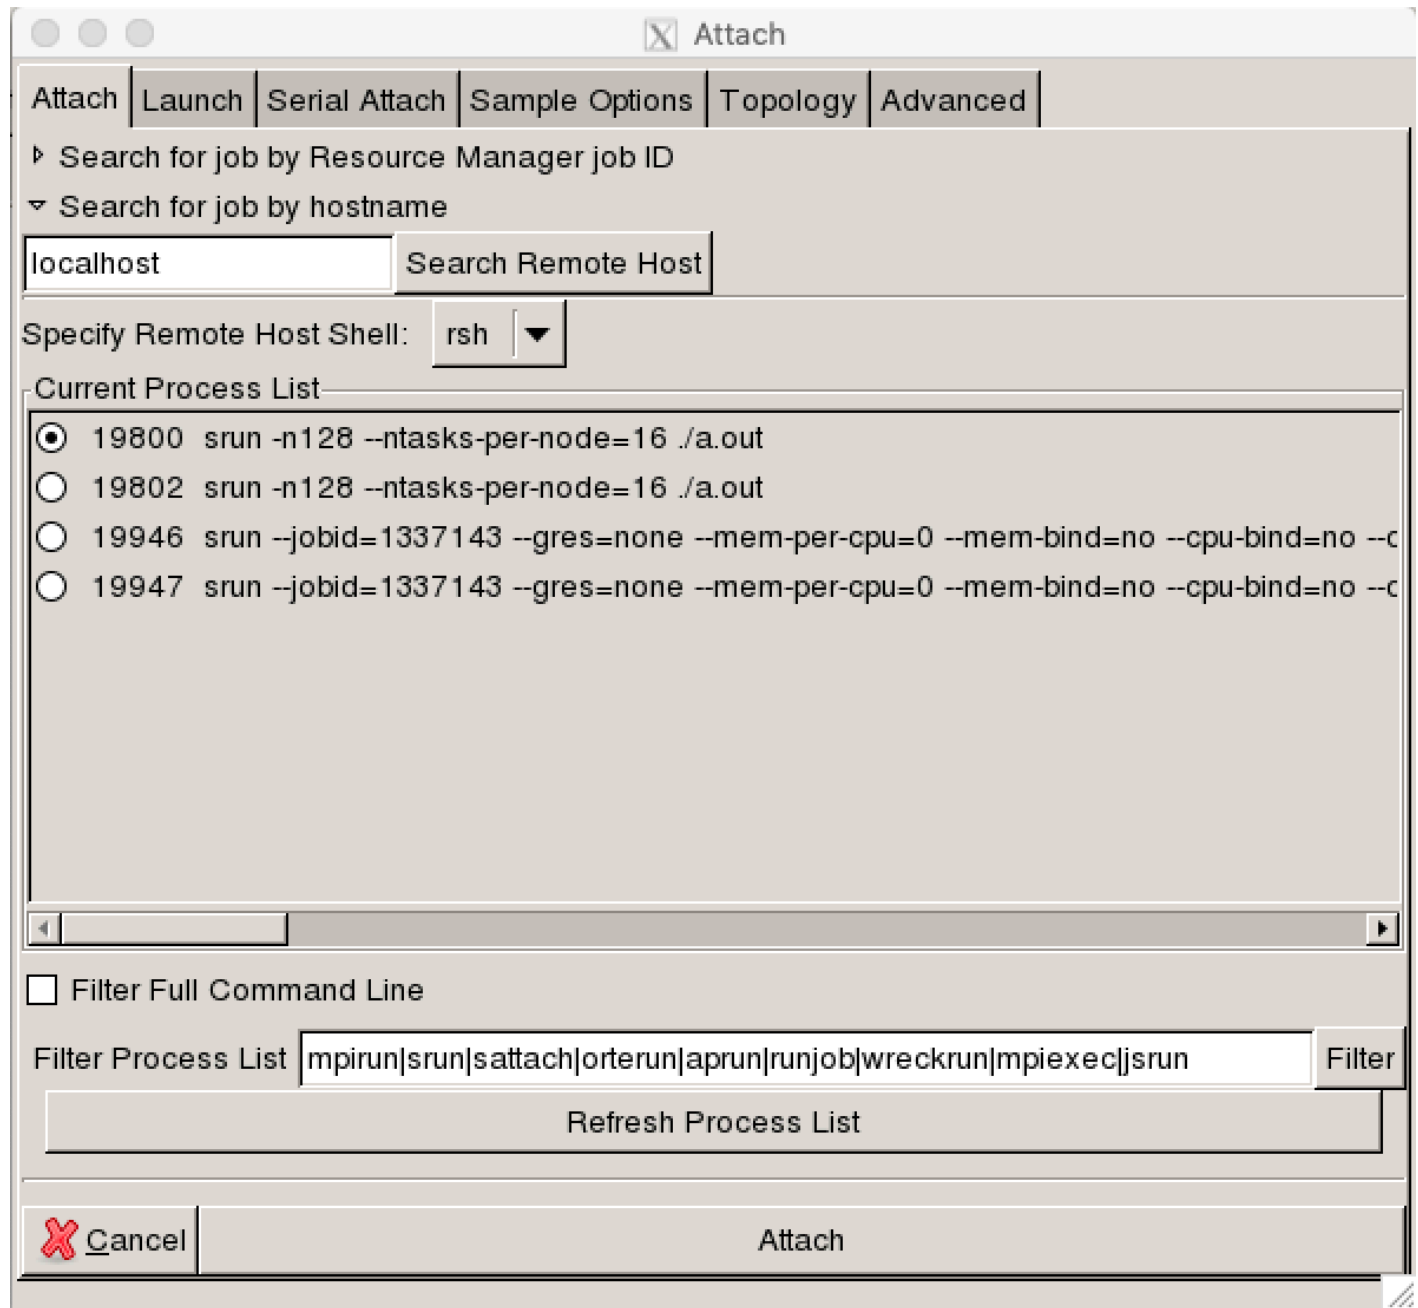 Attach
Attach Launch Serial Attach Sample Options Topology Advanced
Search for job by Resource Manager job ID
Search for job by hostname
localhost Search Remote Host
Specify Remote Host Shell: rsh
Current Process List
19800 srun -n128 --ntasks-per-node=16 ./a.out
19802 srun -n128 --ntasks-per-node=16 ./a.out
19946 srun --jobid=1337143 --gres=none --mem-per-cpu=0 --mem-bind=no --cpu-bind=no --c
19947 srun --jobid=1337143 --gres=none --mem-per-cpu=0 --mem-bind=no --cpu-bind=no --c
Filter Full Command Line
Filter Process List mpirun|srun|sattach|orterun|aprun|runjob|wreckrun|mpiexec|jsrun Filter
Refresh Process List
Cancel Attach